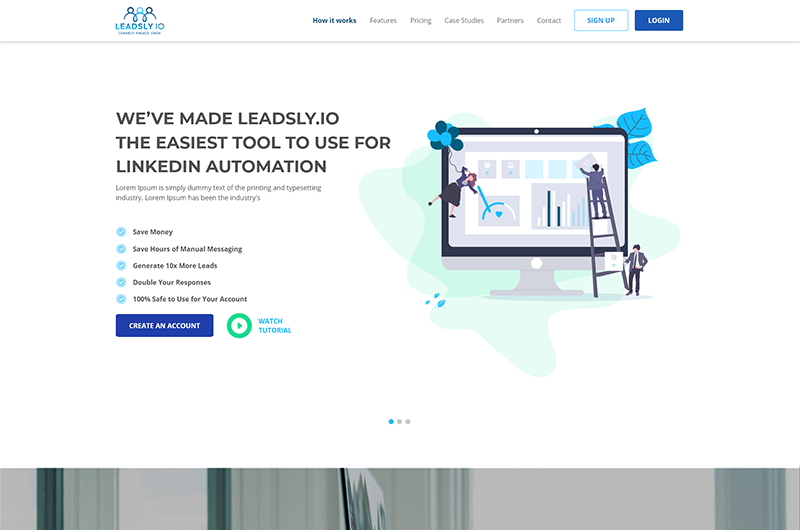 LEADSLY IO
CONNECT ENGAGE GROW
How it works
Features
Pricing
Case Studies
Partners
Contact
SIGN UP
LOGIN
WE’VE MADE LEADSLY.IO
THE EASIEST TOOL TO USE FOR
LINKEDIN AUTOMATION
Lorem Ipsum is simply dummy text of the printing and typesetting
industry. Lorem Ipsum has been the industry's
Save Money
Save Hours of Manual Messaging
Generate 10x More Leads
Double Your Responses
100% Safe to Use for Your Account
CREATE AN ACCOUNT
WATCH
TUTORIAL